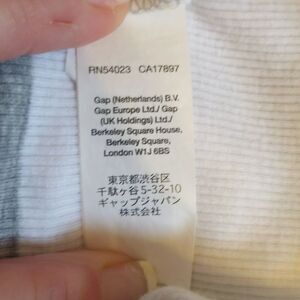 RN54023 CA17897
Gap (Netherlands) B.V.
Gap Europe Ltd./ Gap
(UK Holdings) Ltd./
Berkeley Square House,
Berkeley Square,
London W1J 6BS
東京都渋谷区
千駄ヶ谷5-32-10
ギャップジャパン
株式会社